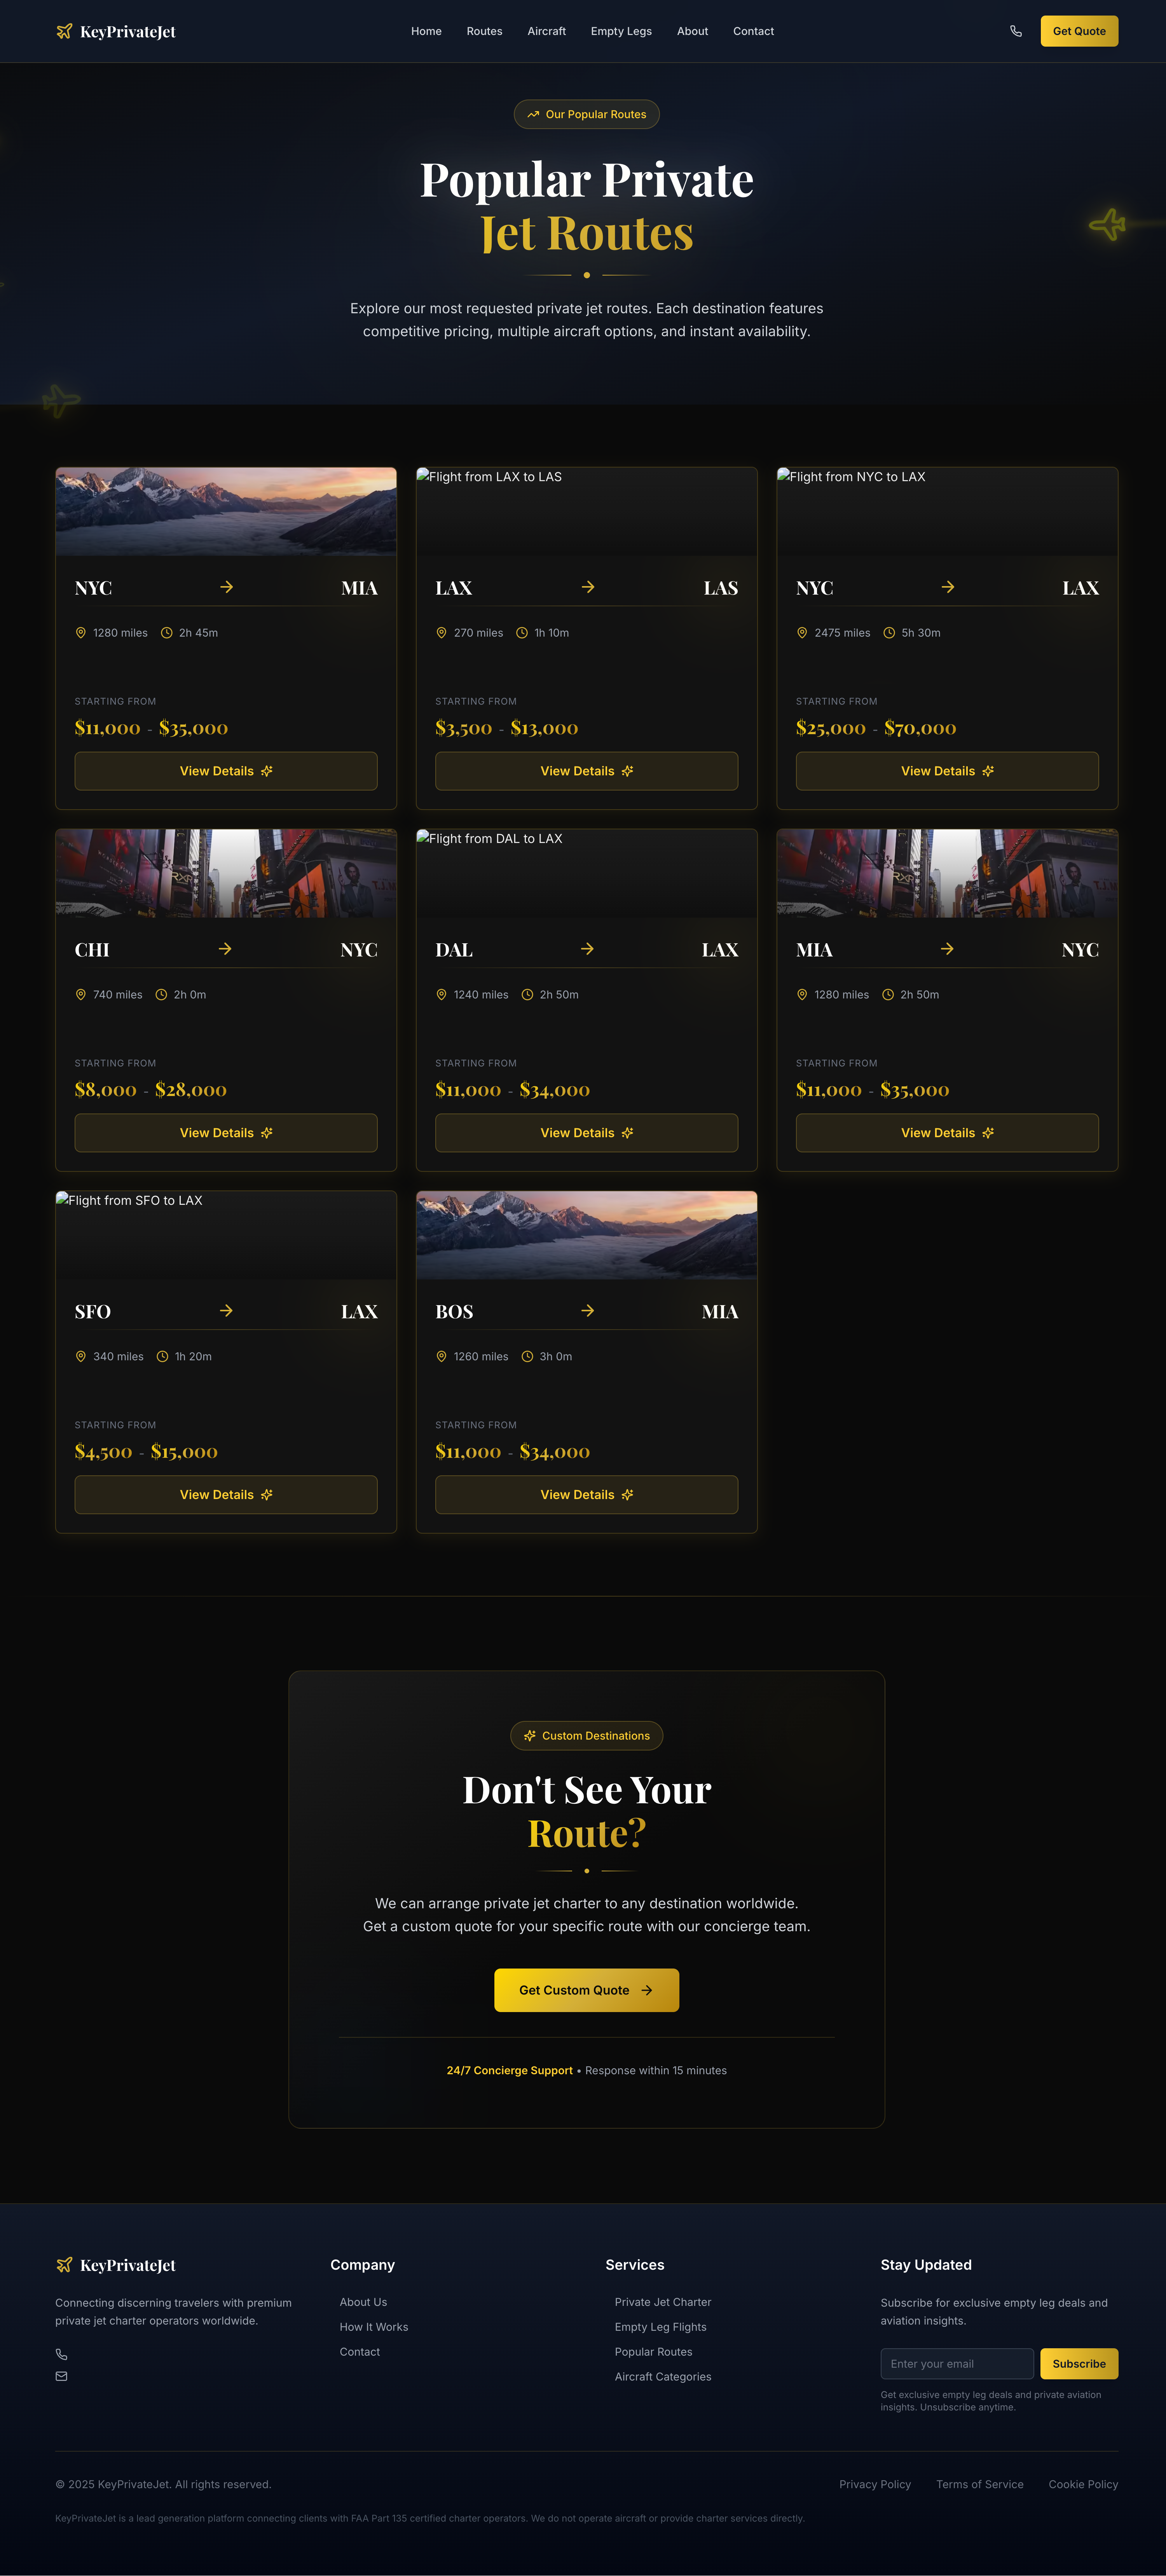 KeyPrivateJet
Home Routes Aircraft Empty Legs About Contact
Get Quote
Our Popular Routes
Popular Private
Jet Routes
Explore our most requested private jet routes. Each destination features
competitive pricing, multiple aircraft options, and instant availability.
NYC MIA
1280 miles 2h 45m
STARTING FROM
$11,000 - $35,000
View Details
Flight from LAX to LAS
LAX LAS
270 miles 1h 10m
STARTING FROM
$3,500 - $13,000
View Details
Flight from NYC to LAX
NYC LAX
2475 miles 5h 30m
STARTING FROM
$25,000 - $70,000
View Details
RXR
CHI NYC
740 miles 2h 0m
STARTING FROM
$8,000 - $28,000
View Details
Flight from DAL to LAX
DAL LAX
1240 miles 2h 50m
STARTING FROM
$11,000 - $34,000
View Details
RXR
MIA NYC
1280 miles 2h 50m
STARTING FROM
$11,000 - $35,000
View Details
Flight from SFO to LAX
SFO LAX
340 miles 1h 20m
STARTING FROM
$4,500 - $15,000
View Details
BOS MIA
1260 miles 3h 0m
STARTING FROM
$11,000 - $34,000
View Details
Custom Destinations
Don't See Your
Route?
We can arrange private jet charter to any destination worldwide.
Get a custom quote for your specific route with our concierge team.
Get Custom Quote
24/7 Concierge Support • Response within 15 minutes
KeyPrivateJet
Connecting discerning travelers with premium
private jet charter operators worldwide.
Company
About Us
How It Works
Contact
Services
Private Jet Charter
Empty Leg Flights
Popular Routes
Aircraft Categories
Stay Updated
Subscribe for exclusive empty leg deals and
aviation insights.
Enter your email
Subscribe
Get exclusive empty leg deals and private aviation
insights. Unsubscribe anytime.
© 2025 KeyPrivateJet. All rights reserved.
Privacy Policy Terms of Service Cookie Policy
KeyPrivateJet is a lead generation platform connecting clients with FAA Part 135 certified charter operators. We do not operate aircraft or provide charter services directly.